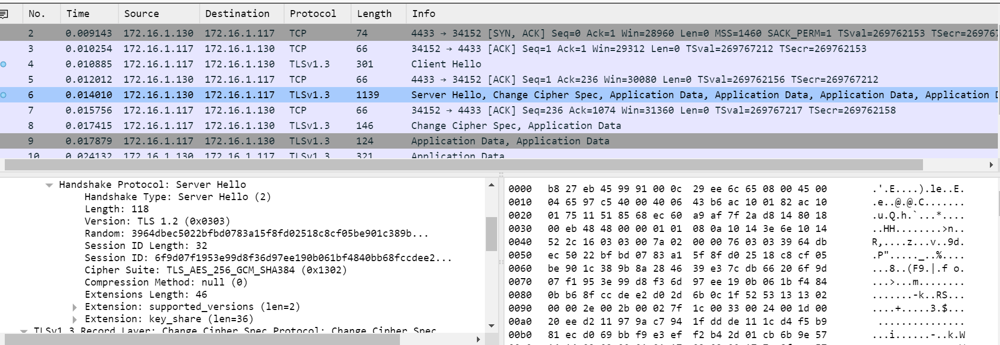 No. Time Source Destination Protocol Length Info
2 0.009143 172.16.1.130 172.16.1.117 TCP 74 4433 → 34152 [SYN, ACK] Seq=0 Ack=1 Win=28960 Len=0 MSS=1460 SACK_PERM=1 TSval=269762153 TSecr=26976
3 0.010254 172.16.1.117 172.16.1.130 TCP 66 34152 → 4433 [ACK] Seq=1 Ack=1 Win=29312 Len=0 TSval=269767212 TSecr=269762153
4 0.010885 172.16.1.117 172.16.1.130 TLSv1.3 301 Client Hello
5 0.012012 172.16.1.130 172.16.1.117 TCP 66 4433 → 34152 [ACK] Seq=1 Ack=236 Win=30080 Len=0 TSval=269762156 TSecr=269767212
6 0.014010 172.16.1.130 172.16.1.117 TLSv1.3 1139 Server Hello, Change Cipher Spec, Application Data, Application Data, Application Data, Application
7 0.015756 172.16.1.117 172.16.1.130 TCP 66 34152 → 4433 [ACK] Seq=236 Ack=1074 Win=31360 Len=0 TSval=269767217 TSecr=269762158
8 0.017415 172.16.1.117 172.16.1.130 TLSv1.3 146 Change Cipher Spec, Application Data
9 0.017879 172.16.1.117 172.16.1.130 TLSv1.3 124 Application Data, Application Data
10 0.024132 172.16.1.130 172.16.1.117 TLSv1.3 321 Application Data
Handshake Protocol: Server Hello
Handshake Type: Server Hello (2)
Length: 118
Version: TLS 1.2 (0x0303)
Random: 3964dbec5022bfbd0783a15f8fd02518c8cf05be901c389b...
Session ID Length: 32
Session ID: 6f9d07f1953e99d8f36d97ee190b061bf4840bb68fccdee2...
Cipher Suite: TLS_AES_256_GCM_SHA384 (0x1302)
Compression Method: null (0)
Extensions Length: 46
Extension: supported_versions (len=2)
Extension: key_share (len=36)
TLSv1.3 Record Layer: Change Cipher Spec Protocol: Change Cipher Spec
0000 b8 27 eb 45 99 91 00 0c 29 ee 6c 65 08 00 45 00 .'.E....).le..E.
0010 04 65 97 c5 40 00 40 06 43 b6 ac 10 01 82 ac 10 .e..@.@.C.......
0020 01 75 11 51 85 68 ec 60 a9 af 7f 2a d8 14 80 18 .u.Q.h.`...*....
0030 00 eb 48 48 00 00 01 01 08 0a 10 14 3e 6e 10 14 ..HH........>n..
0040 52 2c 16 03 03 00 7a 02 00 00 76 03 03 39 64 db R,....z...v..9d.
0050 ec 50 22 bf bd 07 83 a1 5f 8f d0 25 18 c8 cf 05 .P"....._..%....
0060 be 90 1c 38 9b 8a 28 46 39 e3 7c db 66 20 6f 9d ...8..(F9.|.f o.
0070 07 f1 95 3e 99 d8 f3 6d 97 ee 19 0b 06 1b f4 84 ...>...m........
0080 0b b6 8f cc de e2 d0 2d 6b 0c 1f 52 53 13 13 02 .......-k..RS...
0090 00 00 2e 00 2b 00 02 7f 1c 00 33 00 24 00 1d 00 ....+.....3.$...
00a0 20 ee d2 11 97 9a c7 94 1f dd de 11 1c d4 f5 b9 ...............
00b0 81 ec d0 69 bb f9 e3 ef f2 b4 2d 01 cb 6b 9e 57 ...i......-..k.W